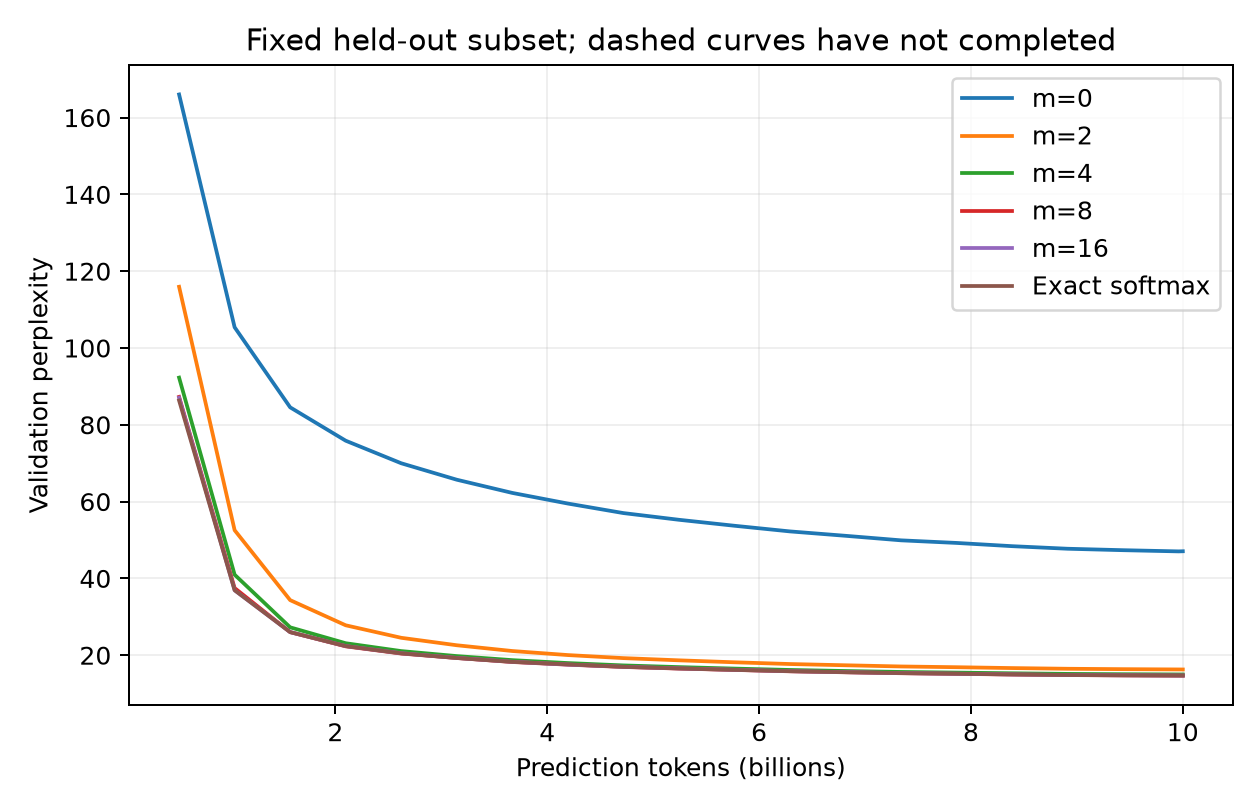 Fixed held-out subset; dashed curves have not completed
160
140
120
100
80
60
40
20
Validation perplexity
m=0
m=2
m=4
m=8
m=16
Exact softmax
2
4
6
8
10
Prediction tokens (billions)